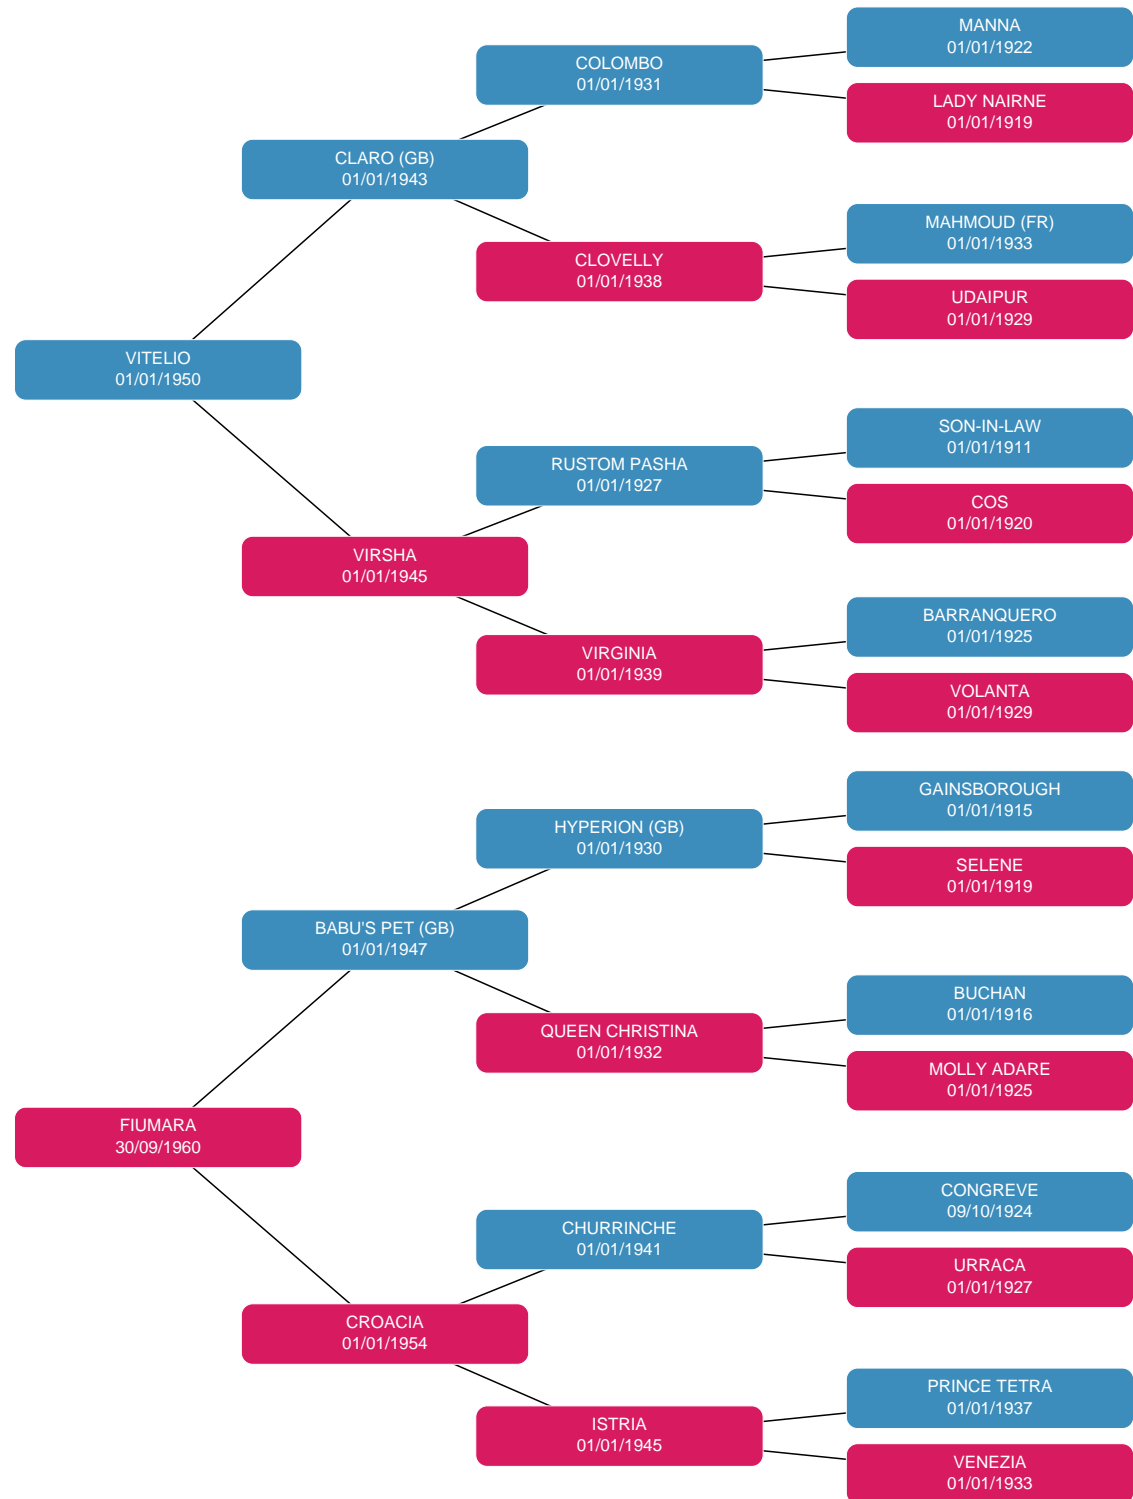 MANNA
01/01/1922
COLOMBO
01/01/1931
LADY NAIRNE
01/01/1919
CLARO (GB)
01/01/1943
MAHMOUD (FR)
01/01/1933
CLOVELLY
01/01/1938
UDAIPUR
01/01/1929
VITELIO
01/01/1950
SON-IN-LAW
01/01/1911
RUSTOM PASHA
01/01/1927
COS
01/01/1920
VIRSHA
01/01/1945
BARRANQUERO
01/01/1925
VIRGINIA
01/01/1939
VOLANTA
01/01/1929
GAINSBOROUGH
01/01/1915
HYPERION (GB)
01/01/1930
SELENE
01/01/1919
BABU'S PET (GB)
01/01/1947
BUCHAN
01/01/1916
QUEEN CHRISTINA
01/01/1932
MOLLY ADARE
01/01/1925
FIUMARA
30/09/1960
CONGREVE
09/10/1924
CHURRINCHE
01/01/1941
URRACA
01/01/1927
CROACIA
01/01/1954
PRINCE TETRA
01/01/1937
ISTRIA
01/01/1945
VENEZIA
01/01/1933